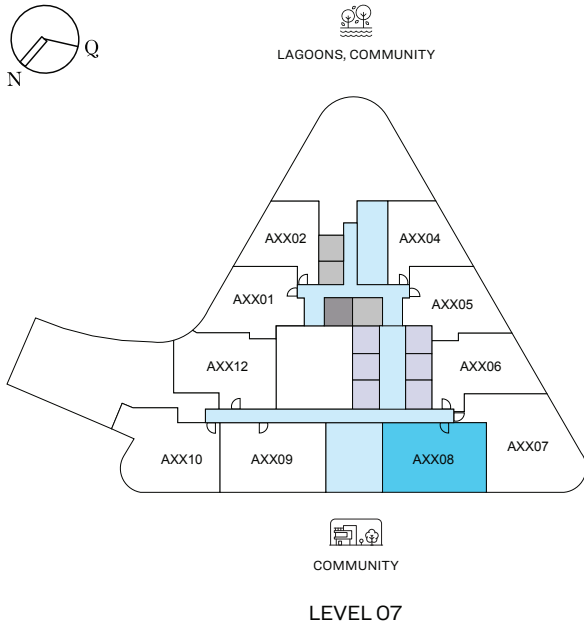 Q
N
LAGOONS, COMMUNITY
AXX02
AXX04
AXX01
AXX05
AXX12
AXX06
AXX07
AXX10
AXX09
AXX08
COMMUNITY
LEVEL 07